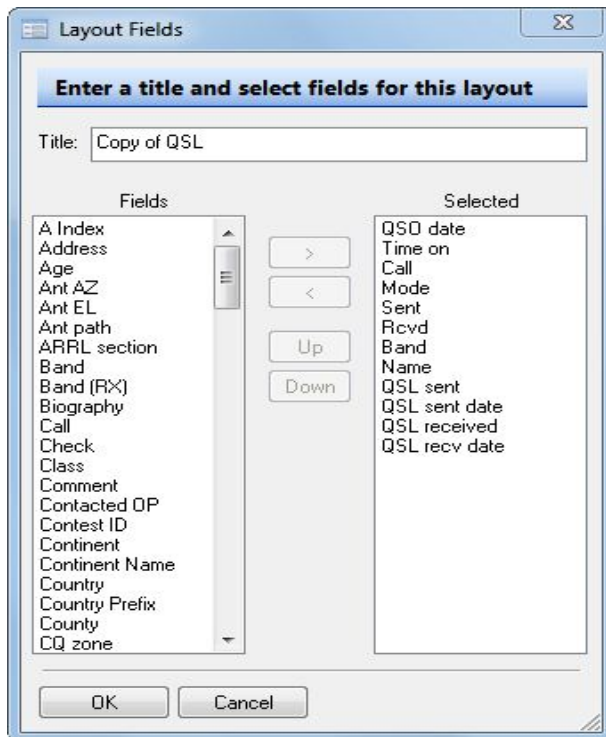 Layout Fields
Enter a title and select fields for this layout
Title: Copy of QSL
Fields
A Index
Address
Age
Ant AZ
Ant EL
Ant path
ARRL section
Band
Band (RX)
Biography
Call
Check
Class
Comment
Contacted OP
Contest ID
Continent
Continent Name
Country
Country Prefix
County
CQ zone
>
<
Up
Down
Selected
QSO date
Time on
Call
Mode
Sent
Rcvd
Band
Name
QSL sent
QSL sent date
QSL received
QSL recv date
OK
Cancel